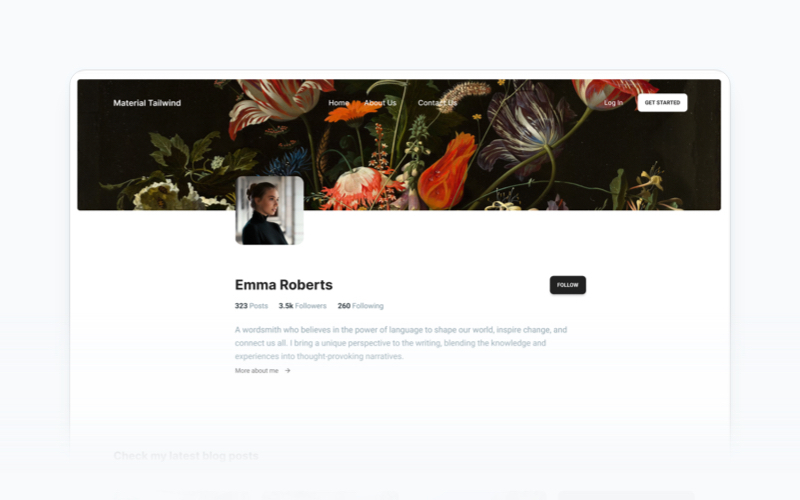 Material Tailwind Home About Us Contact Us Log In GET STARTED
Emma Roberts
FOLLOW
323 Posts 3.5k Followers 260 Following
A wordsmith who believes in the power of language to shape our world, inspire change, and
connect us all. I bring a unique perspective to the writing, blending the knowledge and
experiences into thought-provoking narratives.
More about me →
Check my latest blog posts